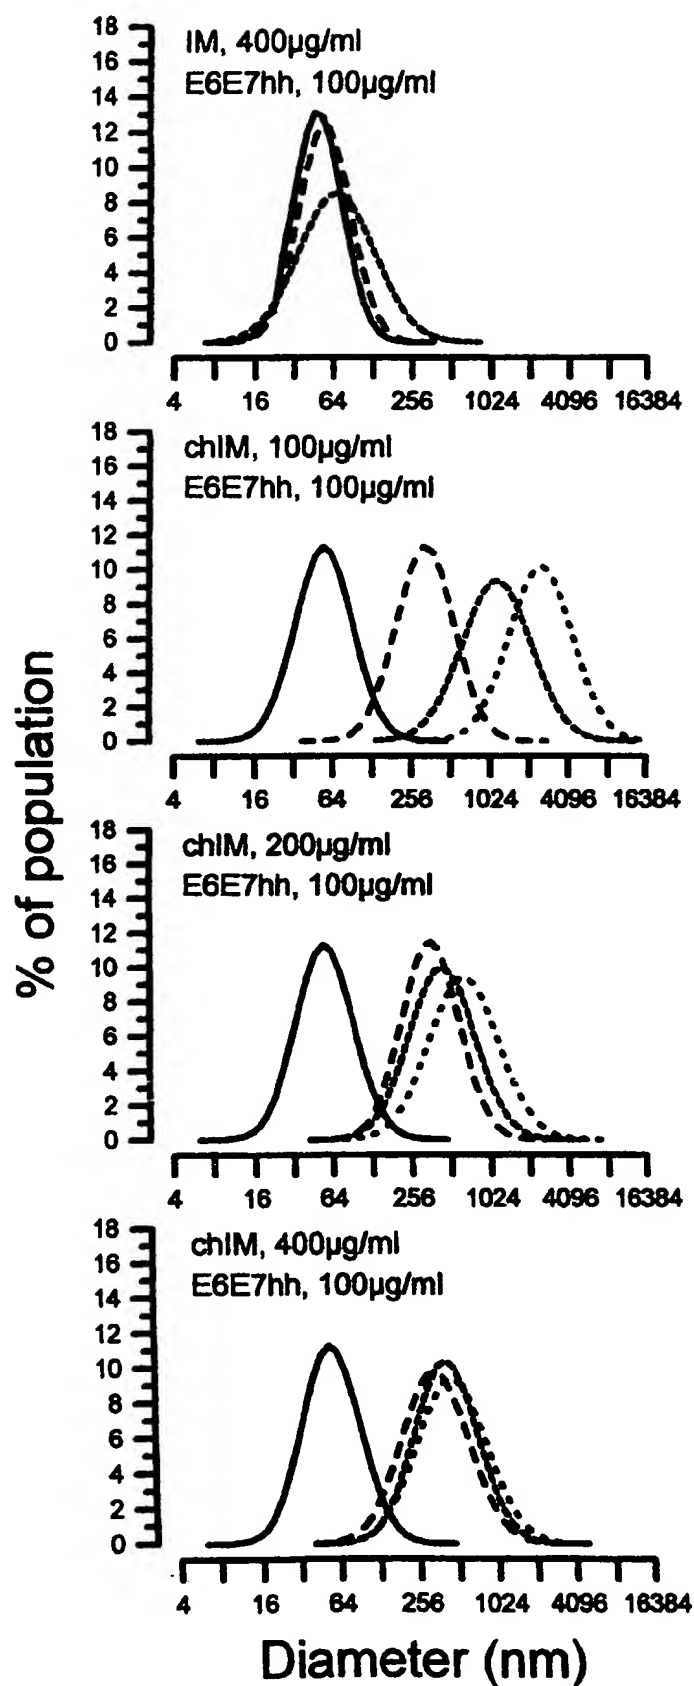 % of population
18
16
14
12
10
8
6
4
2
0
IM, 400µg/ml
E6E7hh, 100µg/ml
4 16 64 256 1024 4096 16384
18
16
14
12
10
8
6
4
2
0
chIM, 100µg/ml
E6E7hh, 100µg/ml
4 16 64 256 1024 4096 16384
18
16
14
12
10
8
6
4
2
0
chIM, 200µg/ml
E6E7hh, 100µg/ml
4 16 64 256 1024 4096 16384
18
16
14
12
10
8
6
4
2
0
chIM, 400µg/ml
E6E7hh, 100µg/ml
4 16 64 256 1024 4096 16384
Diameter (nm)